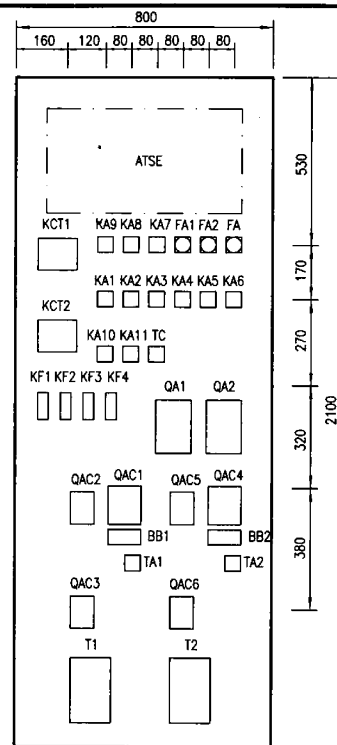 800
160 120 80 80 80 80 80
ATSE
530
KCT1 KA9 KA8 KA7 FA1 FA2 FA
170
KA1 KA2 KA3 KA4 KA5 KA6
KCT2
270
KA10 KA11 TC
KF1 KF2 KF3 KF4
QA1 QA2
2100
320
QAC2 QAC1 QAC5 QAC4
BB1 BB2
TA1 TA2
380
QAC3 QAC6
T1 T2